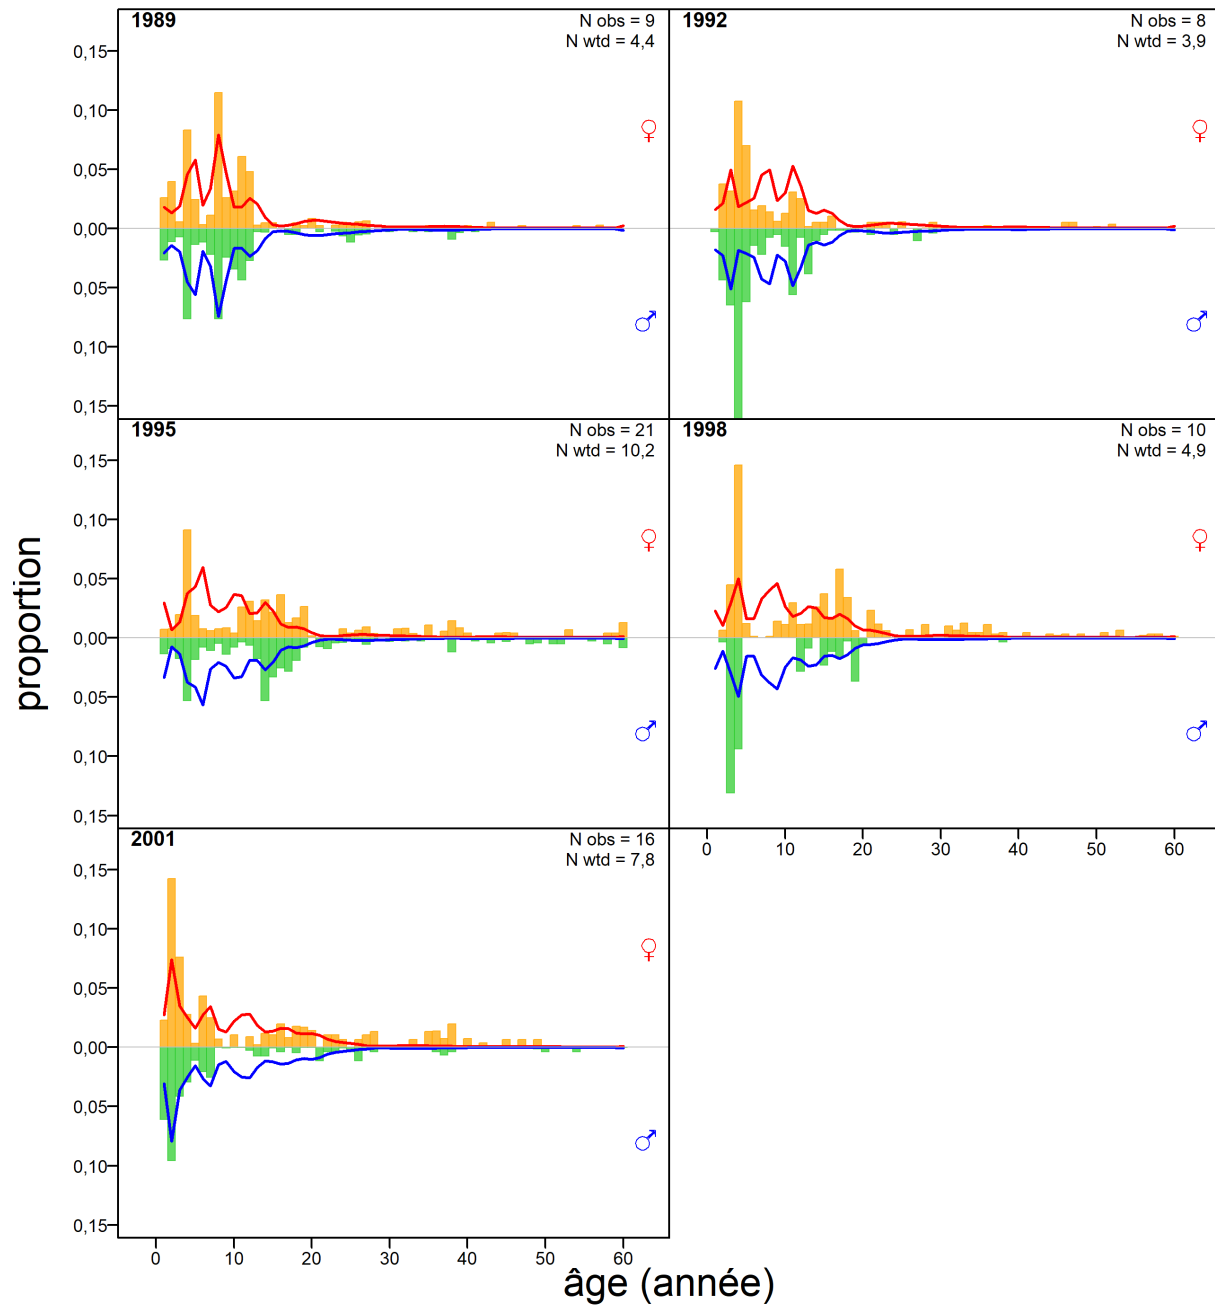 1989
N obs = 9
N wtd = 4,4
0,15
0,10
0,05
0,00
0,05
0,10
0,15
♀
♂
1992
N obs = 8
N wtd = 3,9
♀
♂
1995
N obs = 21
N wtd = 10,2
0,15
0,10
0,05
0,00
0,05
0,10
0,15
♀
♂
1998
N obs = 10
N wtd = 4,9
♀
♂
0 10 20 30 40 50 60
2001
N obs = 16
N wtd = 7,8
0,15
0,10
0,05
0,00
0,05
0,10
0,15
♀
♂
0 10 20 30 40 50 60
proportion
âge (année)